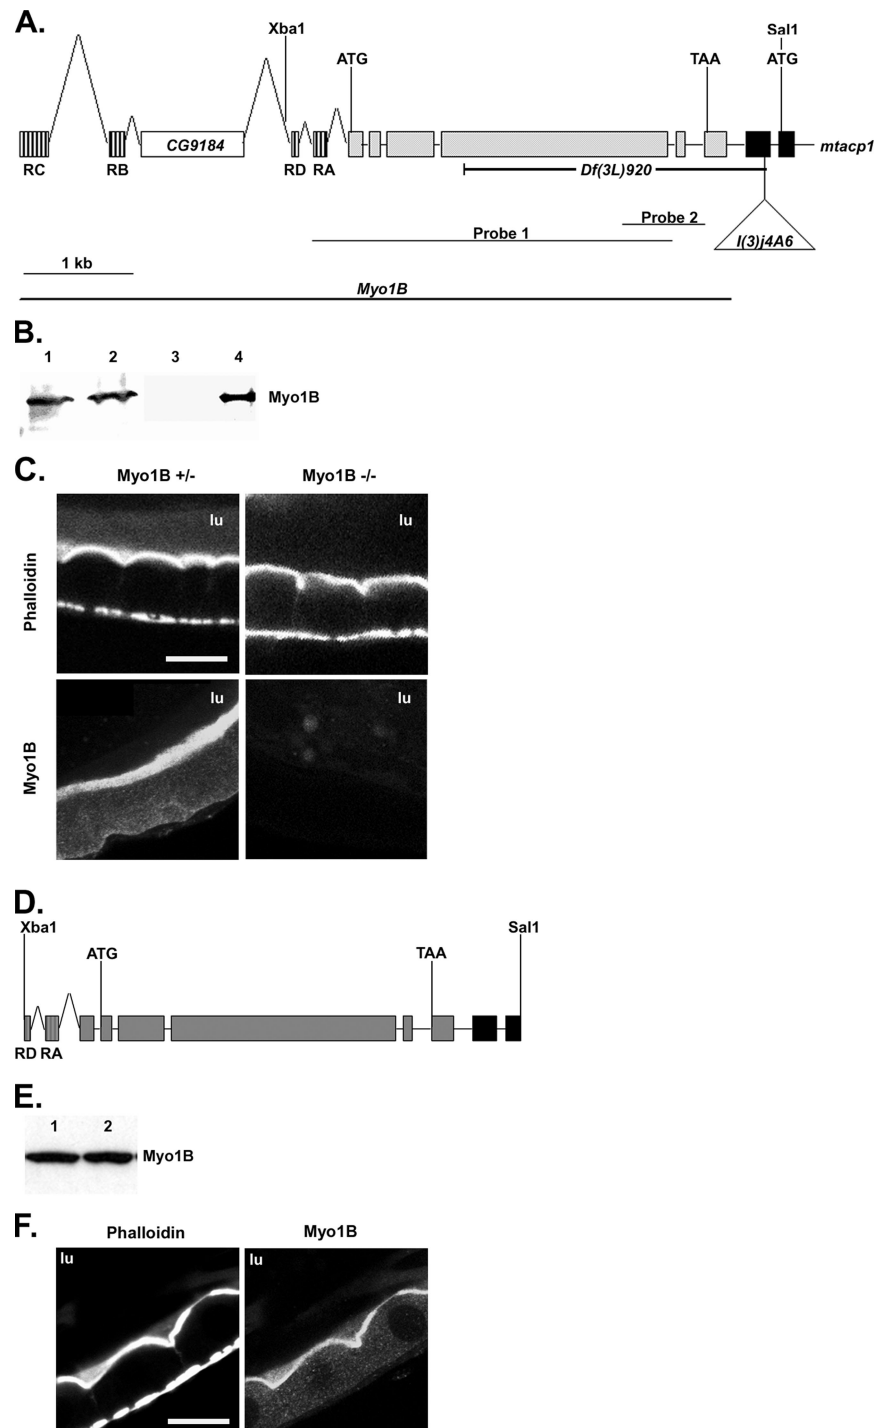 A.
Xba1
Sal1
ATG
TAA
ATG
CG9184
mtacp1
RC
RB
RD
RA
Df(3L)920
Probe 2
Probe 1
l(3)j4A6
1 kb
Myo1B
B.
1 2 3 4
Myo1B
C.
Myo1B +/- Myo1B -/-
Phalloidin
lu
lu
Myo1B
lu
lu
D.
Xba1
Sal1
ATG
TAA
RD RA
E.
1 2
Myo1B
F.
Phalloidin Myo1B
lu
lu